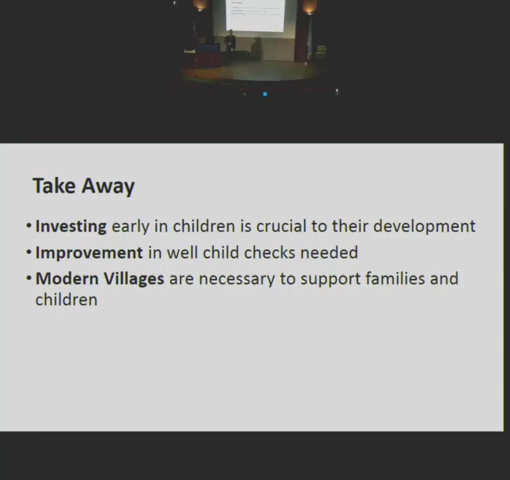 Take Away
• Investing early in children is crucial to their development
• Improvement in well child checks needed
• Modern Villages are necessary to support families and
children